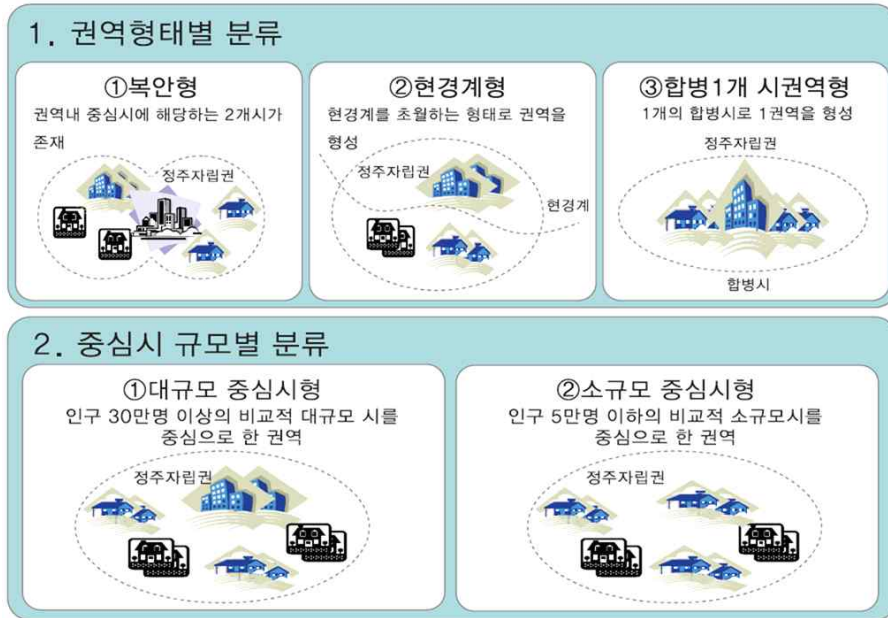 1. 권역형태별 분류
①복안형
권역내 중심시에 해당하는 2개시가
존재
정주자립권
②현경계형
현경계를 초월하는 형태로 권역을
형성
정주자립권
현경계
③합병1개 시권역형
1개의 합병시로 1권역을 형성
정주자립권
합병시
2. 중심시 규모별 분류
①대규모 중심시형
인구 30만명 이상의 비교적 대규모 시를
중심으로 한 권역
정주자립권
②소규모 중심시형
인구 5만명 이하의 비교적 소규모시를
중심으로 한 권역
정주자립권